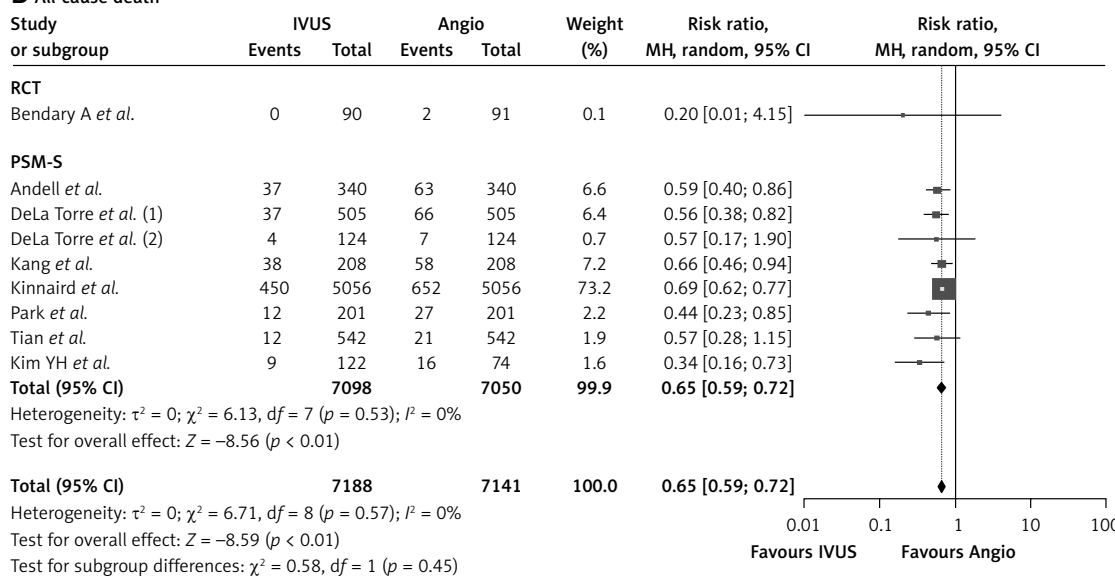 All-cause death
Study IVUS Angio Weight Risk ratio, Risk ratio,
or subgroup Events Total Events Total (%) MH, random, 95% CI MH, random, 95% CI
RCT
Bendary A et al. 0 90 2 91 0.1 0.20 [0.01; 4.15]
PSM-S
Andell et al. 37 340 63 340 6.6 0.59 [0.40; 0.86]
DeLa Torre et al. (1) 37 505 66 505 6.4 0.56 [0.38; 0.82]
DeLa Torre et al. (2) 4 124 7 124 0.7 0.57 [0.17; 1.90]
Kang et al. 38 208 58 208 7.2 0.66 [0.46; 0.94]
Kinnaird et al. 450 5056 652 5056 73.2 0.69 [0.62; 0.77]
Park et al. 12 201 27 201 2.2 0.44 [0.23; 0.85]
Tian et al. 12 542 21 542 1.9 0.57 [0.28; 1.15]
Kim YH et al. 9 122 16 74 1.6 0.34 [0.16; 0.73]
Total (95% CI) 7098 7050 99.9 0.65 [0.59; 0.72]
Heterogeneity: τ² = 0; χ² = 6.13, df = 7 (p = 0.53); I² = 0%
Test for overall effect: Z = –8.56 (p < 0.01)
Total (95% CI) 7188 7141 100.0 0.65 [0.59; 0.72]
Heterogeneity: τ² = 0; χ² = 6.71, df = 8 (p = 0.57); I² = 0%
0.01 0.1 1 10 100
Test for overall effect: Z = –8.59 (p < 0.01)
Favours IVUS Favours Angio
Test for subgroup differences: χ² = 0.58, df = 1 (p = 0.45)